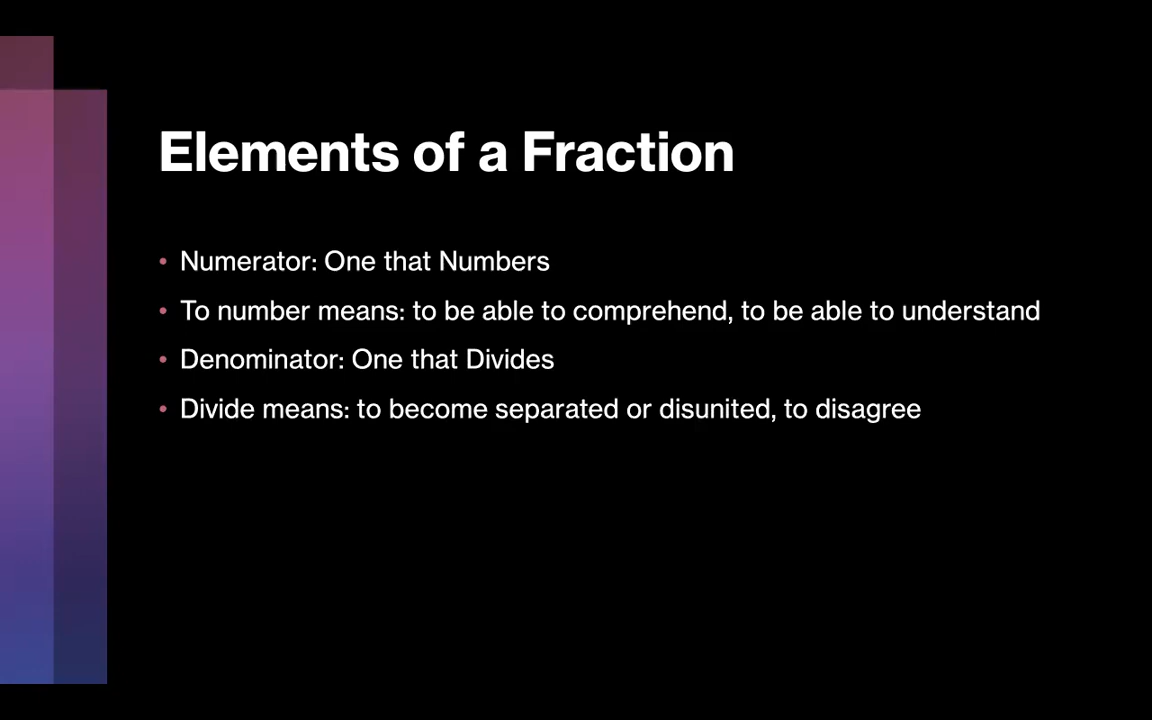 Elements of a Fraction
• Numerator: One that Numbers
• To number means: to be able to comprehend, to be able to understand
• Denominator: One that Divides
• Divide means: to become separated or disunited, to disagree